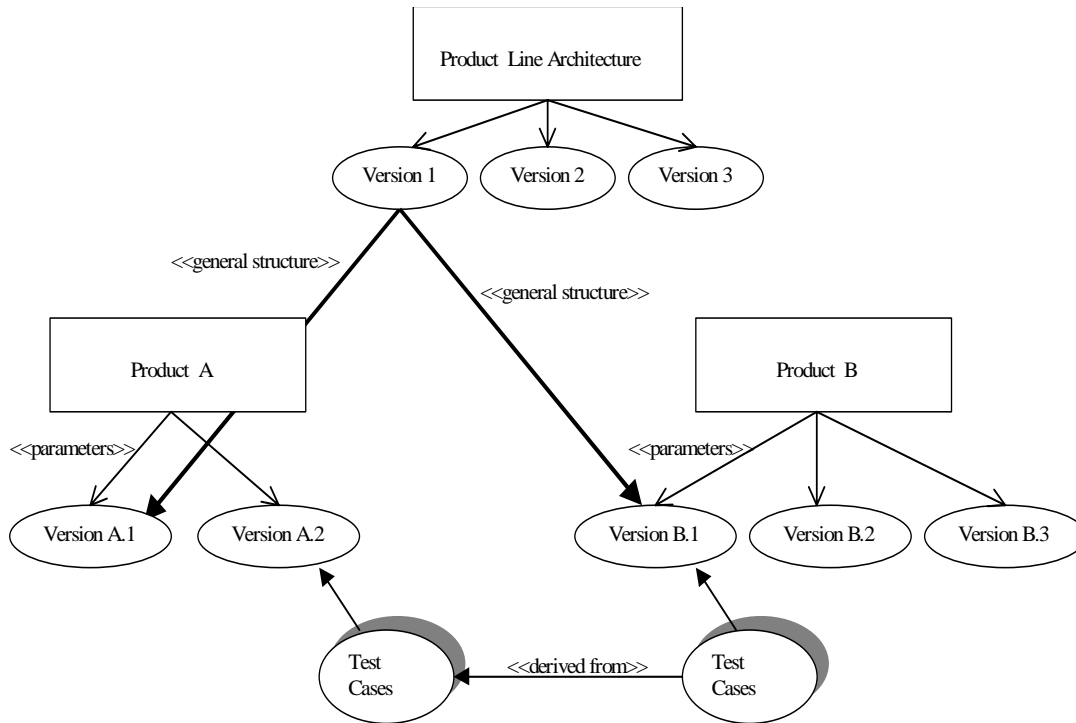 Product Line Architecture
Version 1
Version 2
Version 3
<<general structure>>
<<general structure>>
Product A
Product B
<<parameters>>
<<parameters>>
Version A.1
Version A.2
Version B.1
Version B.2
Version B.3
Test
Cases
<<derived from>>
Test
Cases